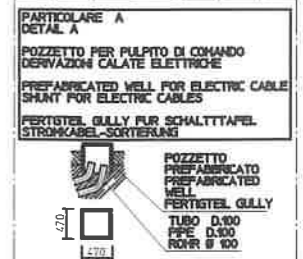 PARTICOLARE A
DETAIL A
POZZETTO PER PULPITO DI COMANDO
DERIVAZIONI CALATE ELETTRICHE
PREFABRICATED WELL FOR ELECTRIC CABLE
SHUNT FOR ELECTRIC CABLES
FERTIGTEIL GULLY FUR SCHALTTTAFEL
STROMKABEL-SORTIERUNG
POZZETTO
PREFABBRICATO
PREFABRICATED
WELL
FERTIGTEIL GULLY
TUBO D.100
PIPE D.100
ROHR Ø 100
470
470